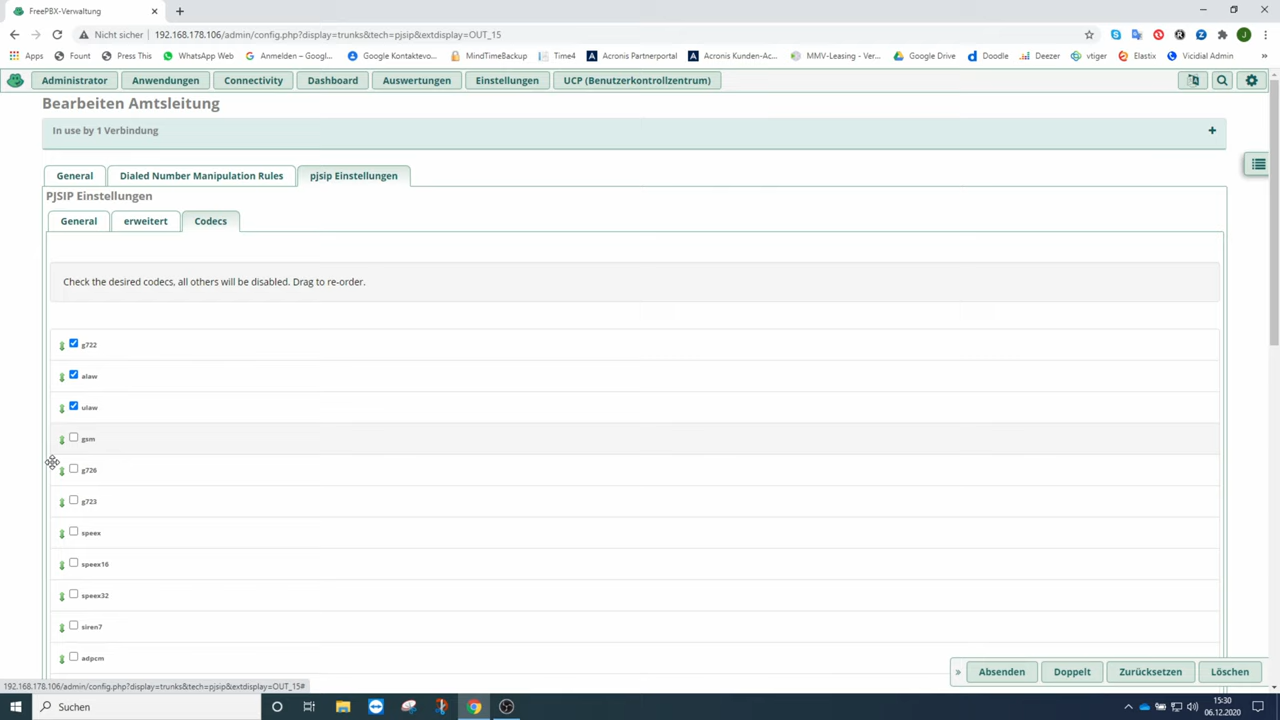 FreePBX-Verwaltung
Nicht sicher
192.168.178.106/admin/config.php?display=trunks&tech=pjsip&extdisplay=OUT_15
Apps Fount Press This WhatsApp Web Anmelden – Googl... Google Kontaktevo... MindTimeBackup Time4 Acronis Partnerportal Acronis Kunden-Ac... MMV-Leasing - Ver... Google Drive Doodle Deezer vtiger Elastix Vicidial Admin »
Administrator Anwendungen Connectivity Dashboard Auswertungen Einstellungen UCP (Benutzerkontrollzentrum)
Bearbeiten Amtsleitung
In use by 1 Verbindung
General Dialed Number Manipulation Rules pjsip Einstellungen
PJSIP Einstellungen
General erweitert Codecs
Check the desired codecs, all others will be disabled. Drag to re-order.
g722
alaw
ulaw
gsm
g726
g723
speex
speex16
speex32
siren7
adpcm
» Absenden Doppelt Zurücksetzen Löschen
192.168.178.106/admin/config.php?display=trunks&tech=pjsip&extdisplay=OUT_15#
Suchen
15:30
06.12.2020